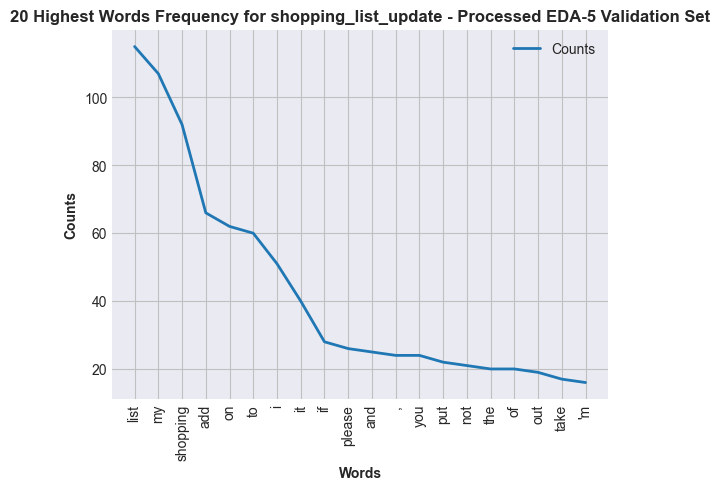 20 Highest Words Frequency for shopping_list_update - Processed EDA-5 Validation Set
Counts
Counts
100
80
60
40
20
list
my
shopping
add
on
to
i
it
if
please
and
,
you
put
not
the
of
out
take
'm
Words